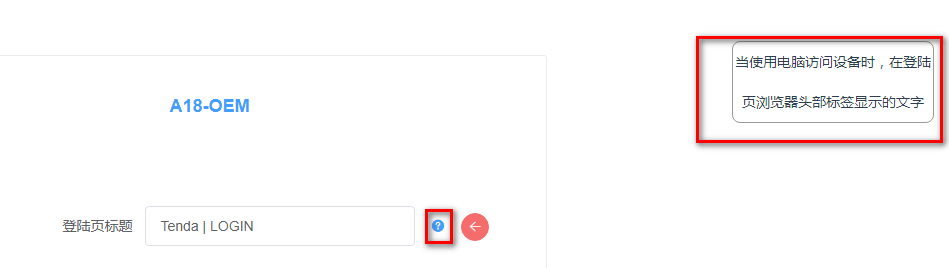 当使用电脑访问设备时，在登陆
页浏览器头部标签显示的文字
A18-OEM
登陆页标题
Tenda | LOGIN
?